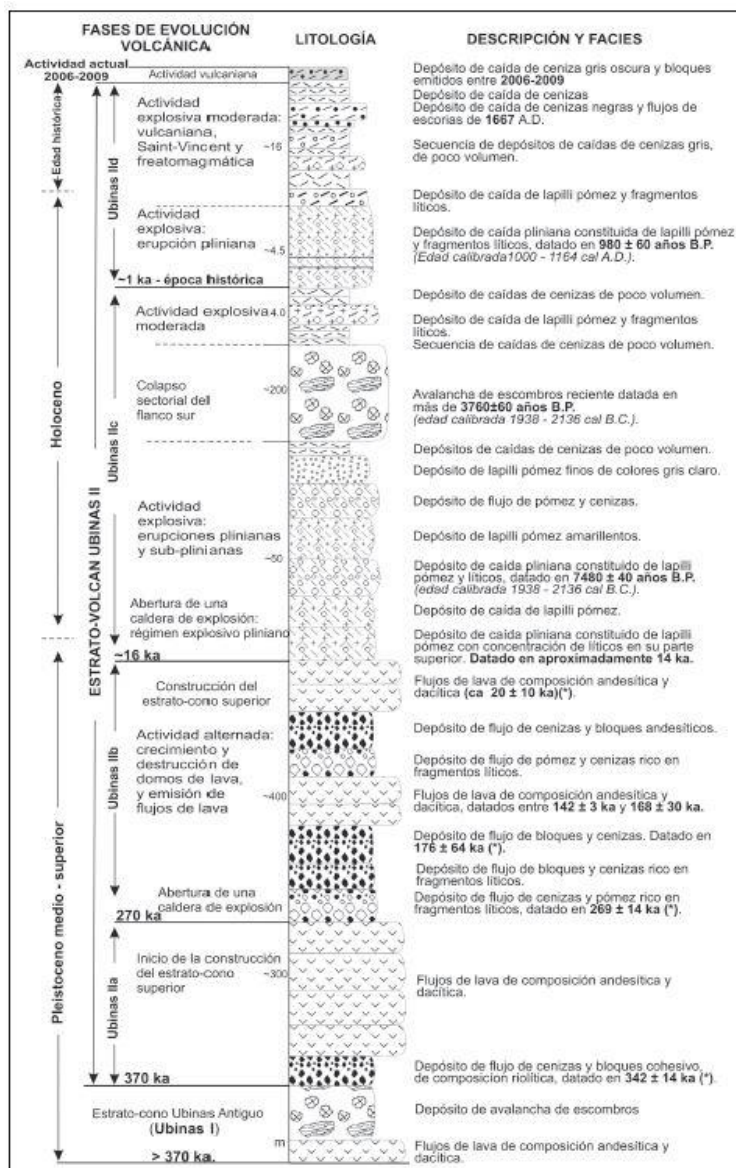 FASES DE EVOLUCIÓN
VOLCÁNICA
LITOLOGÍA
DESCRIPCIÓN Y FACIES
Actividad actual
2006-2009
Actividad vulcaniana
Depósito de caída de ceniza gris oscura y bloques
emitidos entre 2006-2009
Edad histórica
Holoceno
Pleistoceno medio - superior
ESTRATO-VOLCAN UBINAS II
Ubinas IId
Actividad
explosiva moderada:
vulcaniana,
Saint-Vincent y
freatomagmática
~16
Depósito de caída de cenizas
Depósito de caída de cenizas negras y flujos de
escorias de 1667 A.D.
Secuencia de depósitos de caídas de cenizas gris,
de poco volumen.
Depósito de caída de lapilli pómez y fragmentos
líticos.
Actividad
explosiva:
erupción pliniana
~4.5
Depósito de caída pliniana constituida de lapilli pómez
y fragmentos líticos, datado en 980 ± 60 años B.P.
(Edad calibrada1000 - 1164 cal A.D.).
~1 ka - época histórica
Ubinas IIc
Actividad explosiva
moderada
4.0
Depósito de caídas de cenizas de poco volumen.
Depósito de caída de lapilli pómez y fragmentos
líticos.
Secuencia de caídas de cenizas de poco volumen.
Colapso
sectorial del
flanco sur
~200
Avalancha de escombros reciente datada en
más de 3760±60 años B.P.
(edad calibrada 1938 - 2136 cal B.C.).
Depósitos de caídas de cenizas de poco volumen.
Depósito de lapilli pómez finos de colores gris claro.
Actividad
explosiva:
erupciones plinianas
y sub-plinianas
~50
Depósito de flujo de pómez y cenizas.
Depósito de lapilli pómez amarillentos.
Depósito de caída pliniana constituido de lapilli
pómez y líticos, datado en 7480 ± 40 años B.P.
(edad calibrada 1938 - 2136 cal B.C.).
Abertura de una
caldera de explosión:
régimen explosivo pliniano
Depósito de caída de lapilli pómez.
Depósito de caída pliniana constituido de lapilli
pómez con concentración de líticos en su parte
superior. Datado en aproximadamente 14 ka.
~16 ka
Ubinas IIb
Construcción del
estrato-cono superior
Flujos de lava de composición andesítica y
dacítica (ca 20 ± 10 ka)(*).
Actividad alternada:
crecimiento y
destrucción de
domos de lava,
y emisión de
flujos de lava
~400
Depósito de flujo de cenizas y bloques andesíticos.
Depósito de flujo de pómez y cenizas rico en
fragmentos líticos.
Flujos de lava de composición andesítica y
dacítica, datados entre 142 ± 3 ka y 168 ± 30 ka.
Depósito de flujo de bloques y cenizas. Datado en
176 ± 64 ka (*).
Depósito de flujo de bloques y cenizas rico en
fragmentos líticos.
Abertura de una
caldera de explosión
Depósito de flujo de cenizas y pómez rico en
fragmentos líticos, datado en 269 ± 14 ka (*).
270 ka
Ubinas IIa
Inicio de la construcción
del estrato-cono
superior
~300
Flujos de lava de composición andesítica y
dacítica.
Depósito de flujo de cenizas y bloques cohesivo,
de composicion riolítica, datado en 342 ± 14 ka (*).
370 ka
Estrato-cono Ubinas Antiguo
(Ubinas I)
Depósito de avalancha de escombros
m
Flujos de lava de composición andesítica y
dacítica.
> 370 ka.